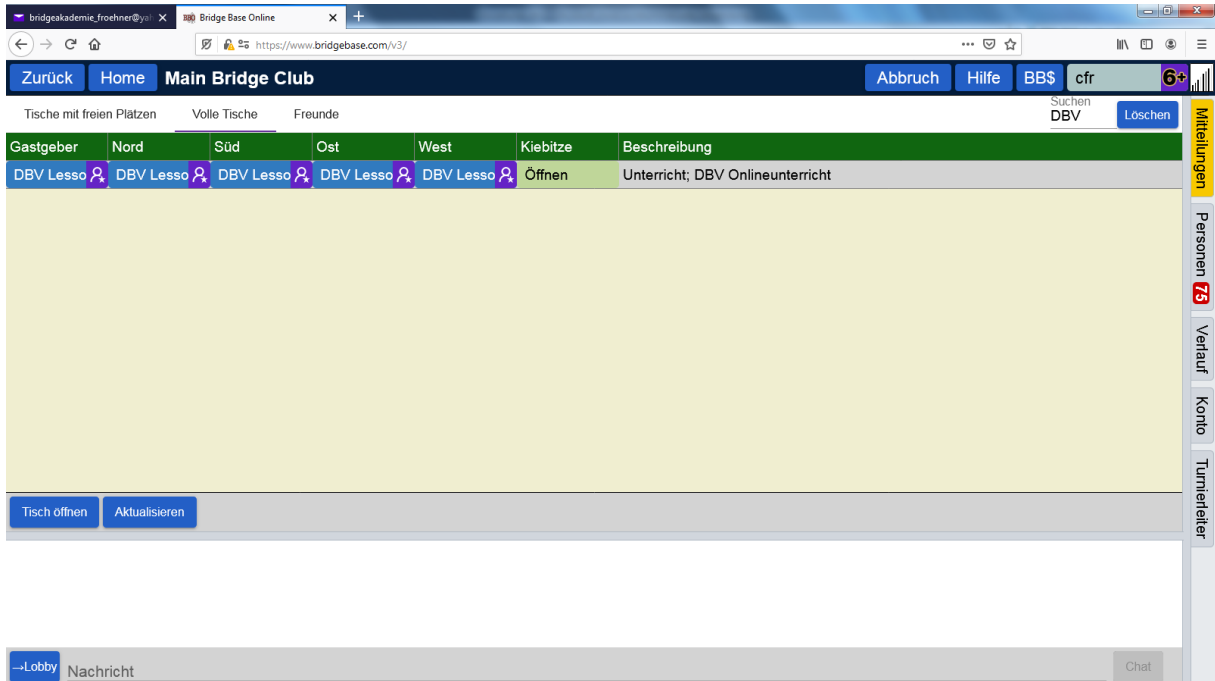 bridgeakademie_froehner@yah Bridge Base Online
https://www.bridgebase.com/v3/
Zurück Home Main Bridge Club Abbruch Hilfe BB$ cfr 6+
Tische mit freien Plätzen Volle Tische Freunde Suchen DBV Löschen
Gastgeber Nord Süd Ost West Kiebitze Beschreibung
DBV Lesso DBV Lesso DBV Lesso DBV Lesso DBV Lesso Öffnen Unterricht; DBV Onlineunterricht
Tisch öffnen Aktualisieren
→Lobby Nachricht Chat
Mitteilungen
Personen 75
Verlauf
Konto
Turnierleiter